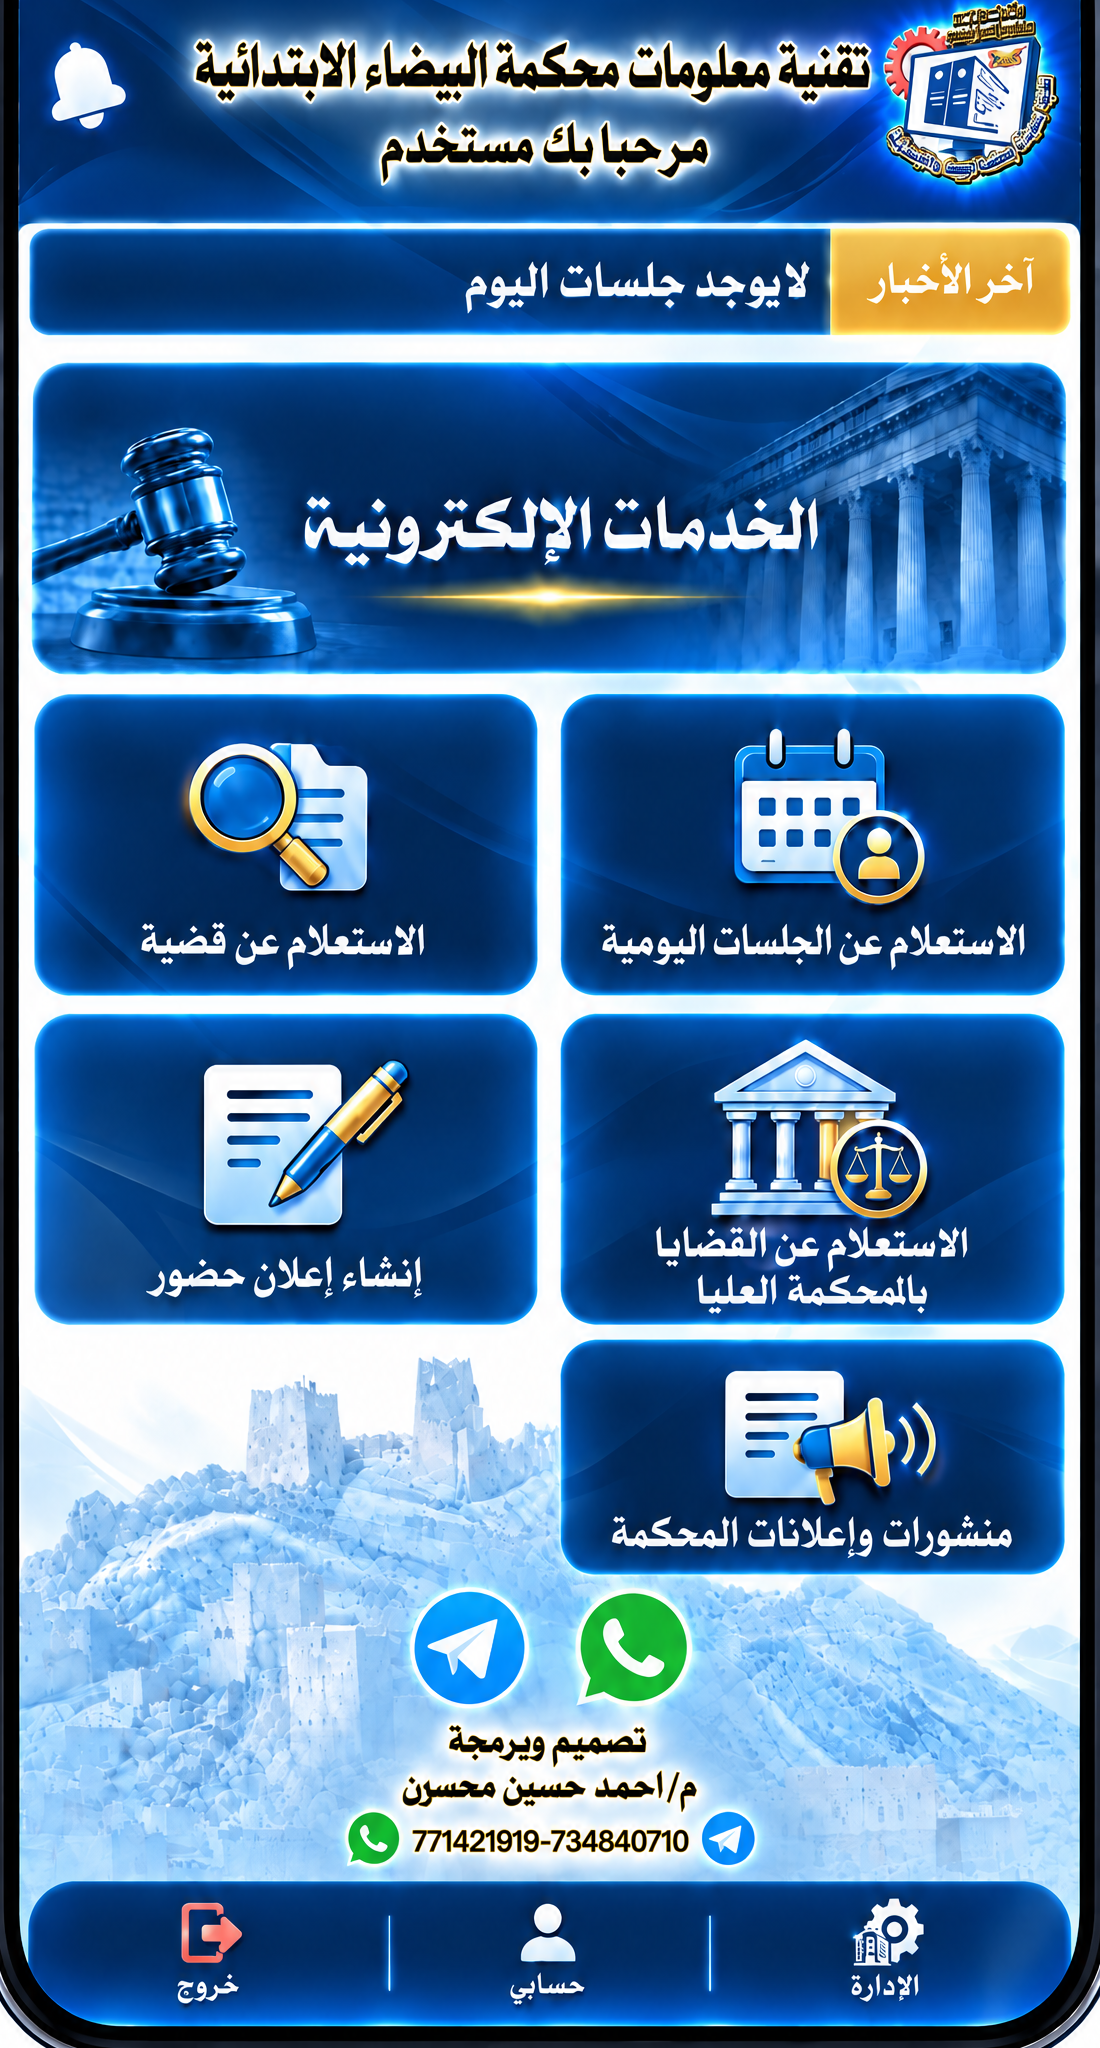 تقنية معلومات محكمة البيضاء الابتدائية
مرحبا بك مستخدم
آخر الأخبار
لايوجد جلسات اليوم
الخدمات الإلكترونية
الاستعلام عن الجلسات اليومية
الاستعلام عن قضية
الاستعلام عن القضايا
بالمحكمة العليا
إنشاء إعلان حضور
منشورات وإعلانات المحكمة
تصميم ويرمجة
م/احمد حسين محسرن
771421919-734840710
الإدارة
حسابي
خروج